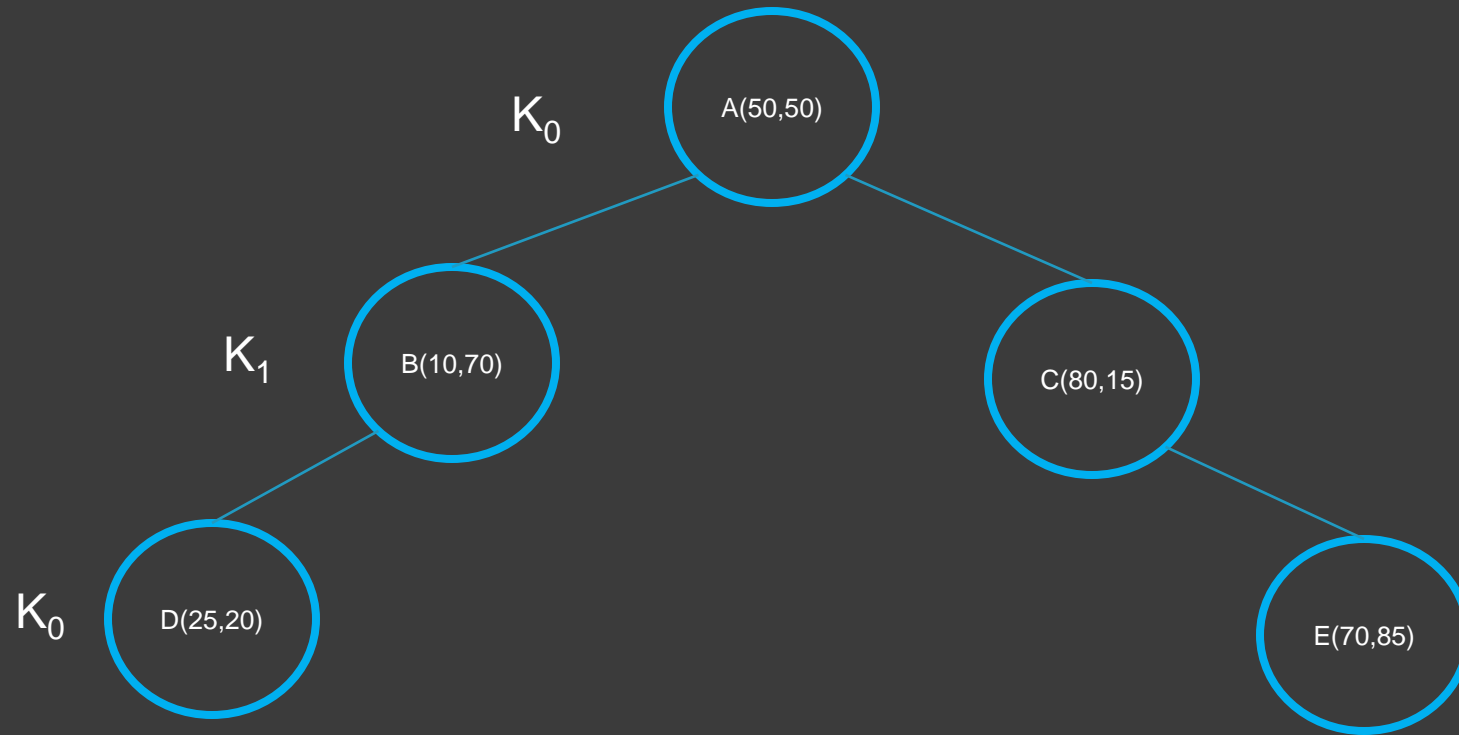 K₀
A(50,50)
K₁
B(10,70)
C(80,15)
K₀
D(25,20)
E(70,85)